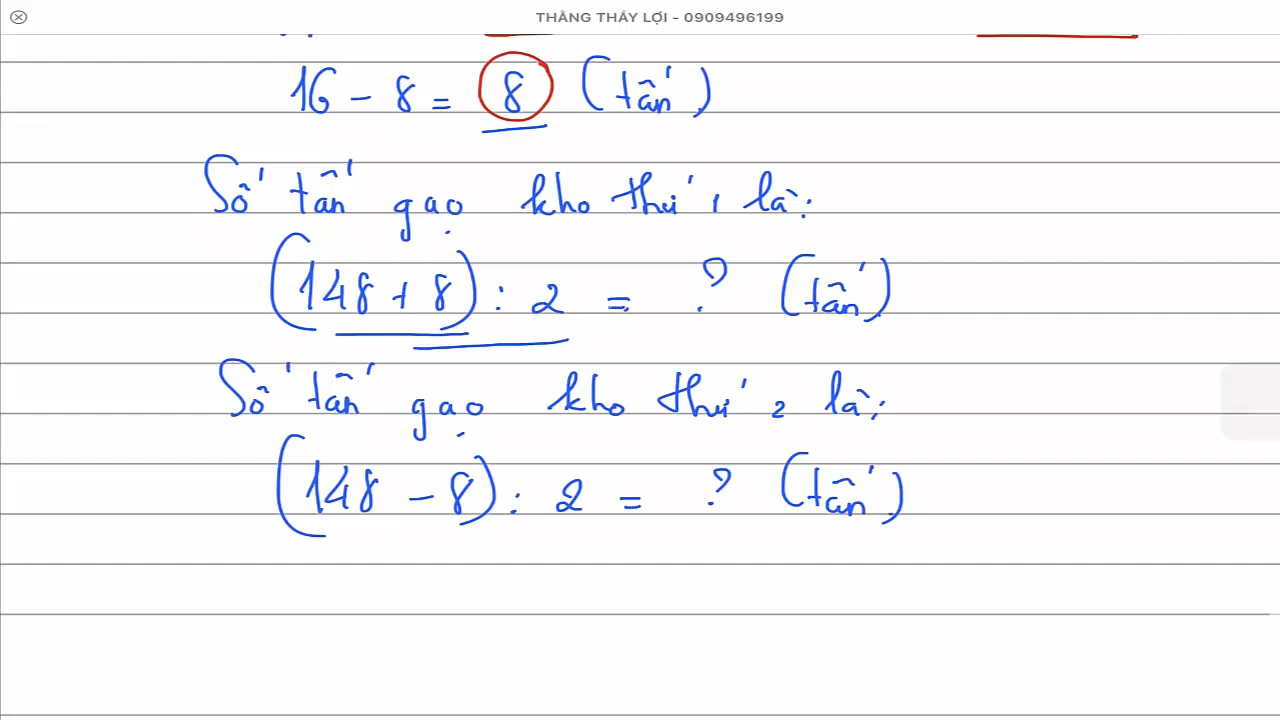 THẰNG THẦY LỢI - 0909496199
16 - 8 = 8 (tấn)
Số tấn gạo kho thứ 1 là:
(148 + 8) : 2 = ? (tấn)
Số tấn gạo kho thứ 2 là:
(148 - 8) : 2 = ? (tấn)